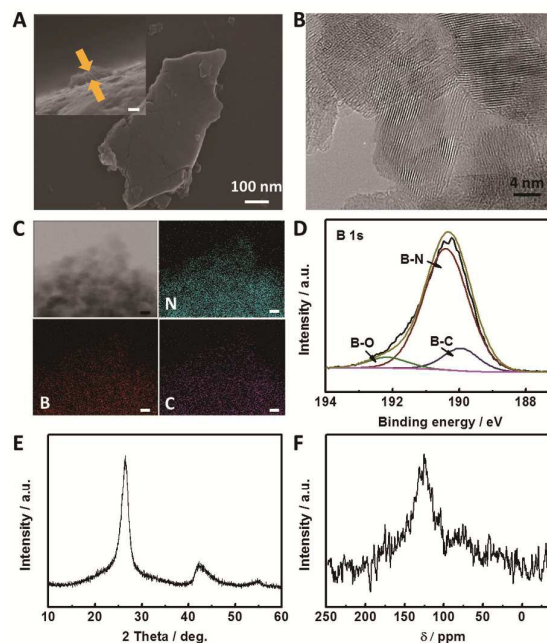 A
100 nm
B
4 nm
C
N
B
C
D
B 1s
B-N
B-O
B-C
Intensity / a.u.
194 192 190 188
Binding energy / eV
E
Intensity / a.u.
10 20 30 40 50 60
2 Theta / deg.
F
Intensity / a.u.
250 200 150 100 50 0
δ / ppm